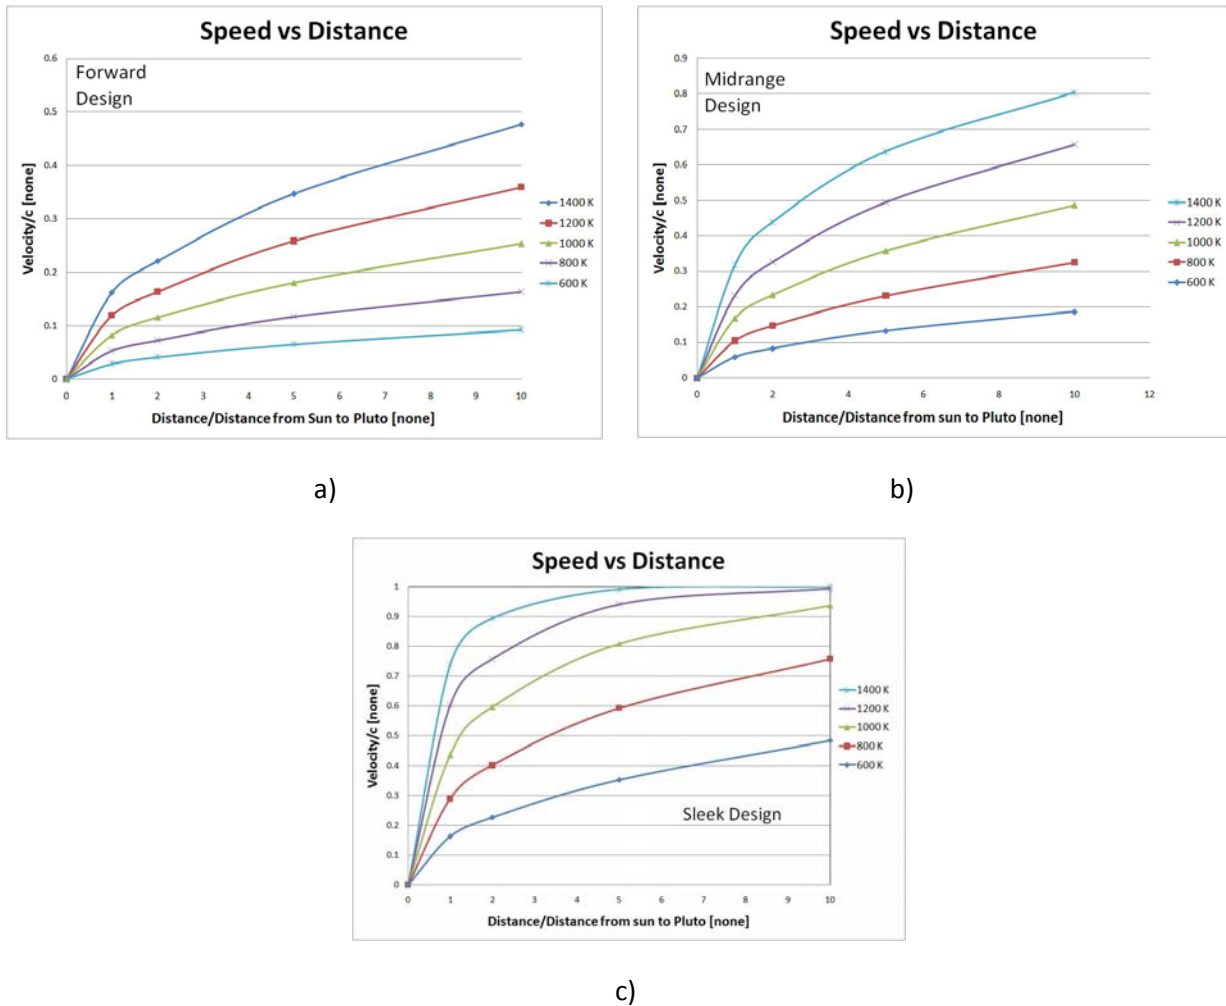 Speed vs Distance
Forward
Design
0.6
0.5
0.4
0.3
0.2
0.1
0
Velocity/c [none]
0 1 2 3 4 5 6 7 8 9 10
Distance/Distance from Sun to Pluto [none]
1400 K
1200 K
1000 K
800 K
600 K
a)
Speed vs Distance
Midrange
Design
0.9
0.8
0.7
0.6
0.5
0.4
0.3
0.2
0.1
0
Velocity/c [none]
0 2 4 6 8 10 12
Distance/Distance from sun to Pluto [none]
1400 K
1200 K
1000 K
800 K
600 K
b)
Speed vs Distance
1
0.9
0.8
0.7
0.6
0.5
0.4
0.3
0.2
0.1
0
Velocity/c [none]
Sleek Design
0 1 2 3 4 5 6 7 8 9 10
Distance/Distance from sun to Pluto [none]
1400 K
1200 K
1000 K
800 K
600 K
c)